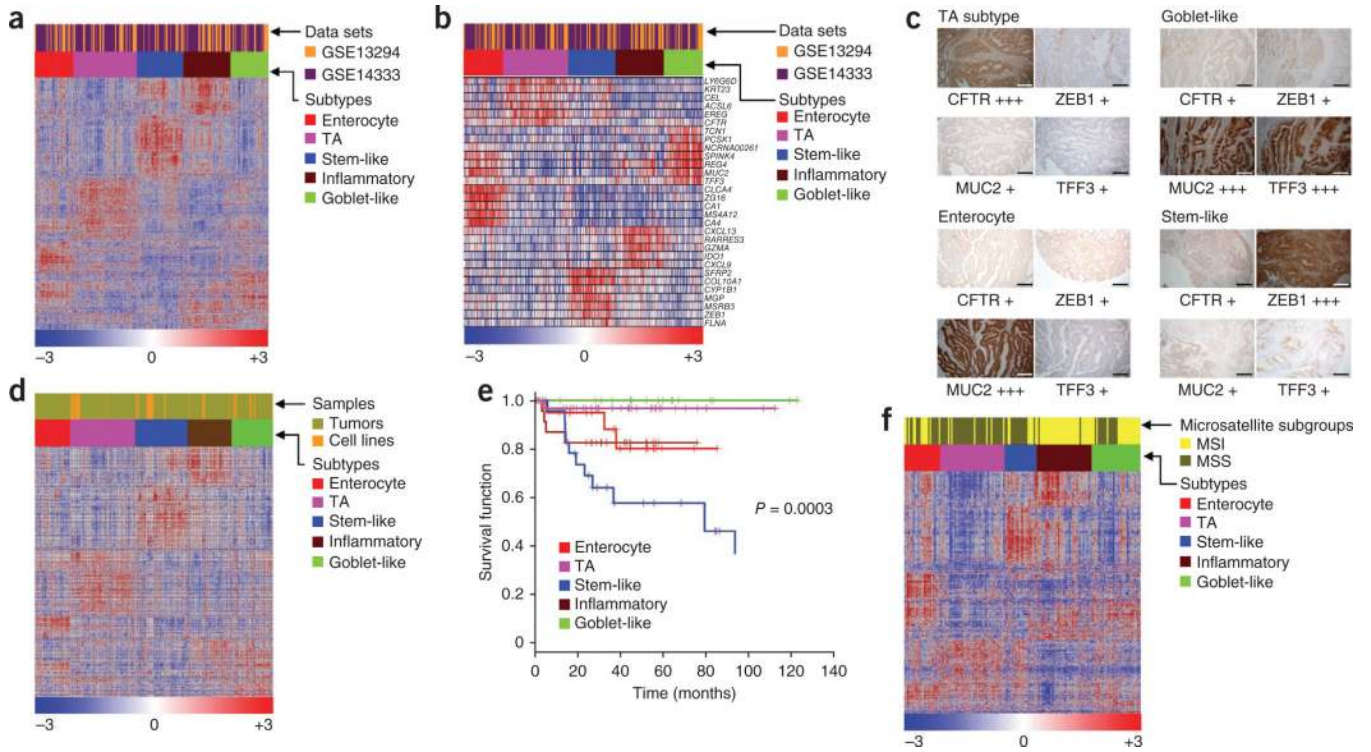 a
Data sets
GSE13294
GSE14333
Subtypes
Enterocyte
TA
Stem-like
Inflammatory
Goblet-like
–3
0
+3
b
Data sets
GSE13294
GSE14333
Subtypes
Enterocyte
TA
Stem-like
Inflammatory
Goblet-like
LY6G6D
KRT23
CEL
ACSL6
EREG
CFTR
TCN1
PCSK1
NCRNA00261
SPINK4
REG4
MUC2
TFF3
CLCA4
ZG16
CA1
MS4A12
CA4
CXCL13
RARRES3
GZMA
IDO1
CXCL9
SFRP2
COL10A1
CYP1B1
MGP
MSRB3
ZEB1
FLNA
–3
0
+3
c
TA subtype
Goblet-like
CFTR +++
ZEB1 +
CFTR +
ZEB1 +
MUC2 +
TFF3 +
MUC2 +++
TFF3 +++
Enterocyte
Stem-like
CFTR +
ZEB1 +
CFTR +
ZEB1 +++
MUC2 +++
TFF3 +
MUC2 +
TFF3 +
d
Samples
Tumors
Cell lines
Subtypes
Enterocyte
TA
Stem-like
Inflammatory
Goblet-like
–3
0
+3
e
Survival function
1.0
0.8
0.6
0.4
0.2
0
P = 0.0003
Enterocyte
TA
Stem-like
Inflammatory
Goblet-like
0 20 40 60 80 100 120 140
Time (months)
f
Microsatellite subgroups
MSI
MSS
Subtypes
Enterocyte
TA
Stem-like
Inflammatory
Goblet-like
–3
0
+3